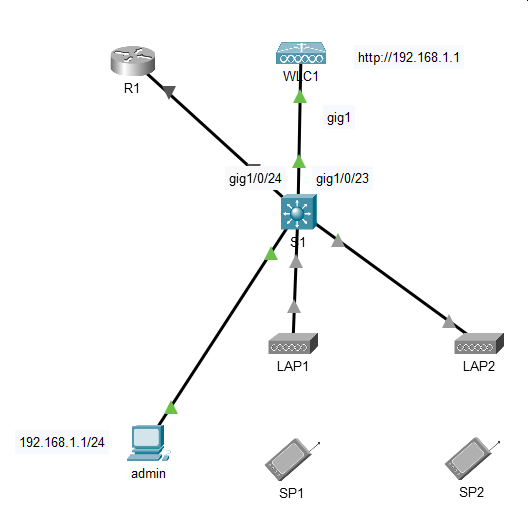 http://192.168.1.1
WLC1
R1
gig1
gig1/0/24
gig1/0/23
S1
LAP1
LAP2
192.168.1.1/24
admin
SP1
SP2